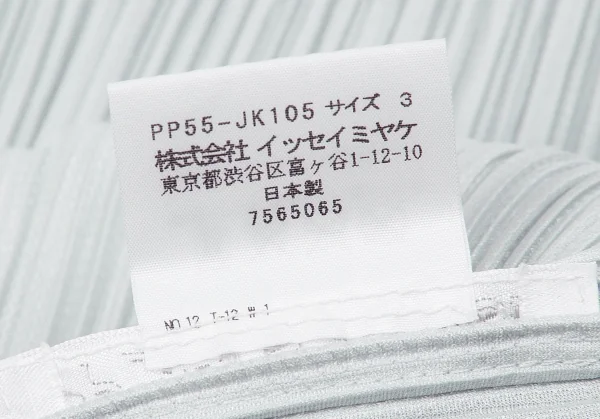 PP55-JK105 サイズ 3
株式会社 イッセイミヤケ
東京都渋谷区富ヶ谷1-12-10
日本製
7565065
NO.12 T-12 W 1